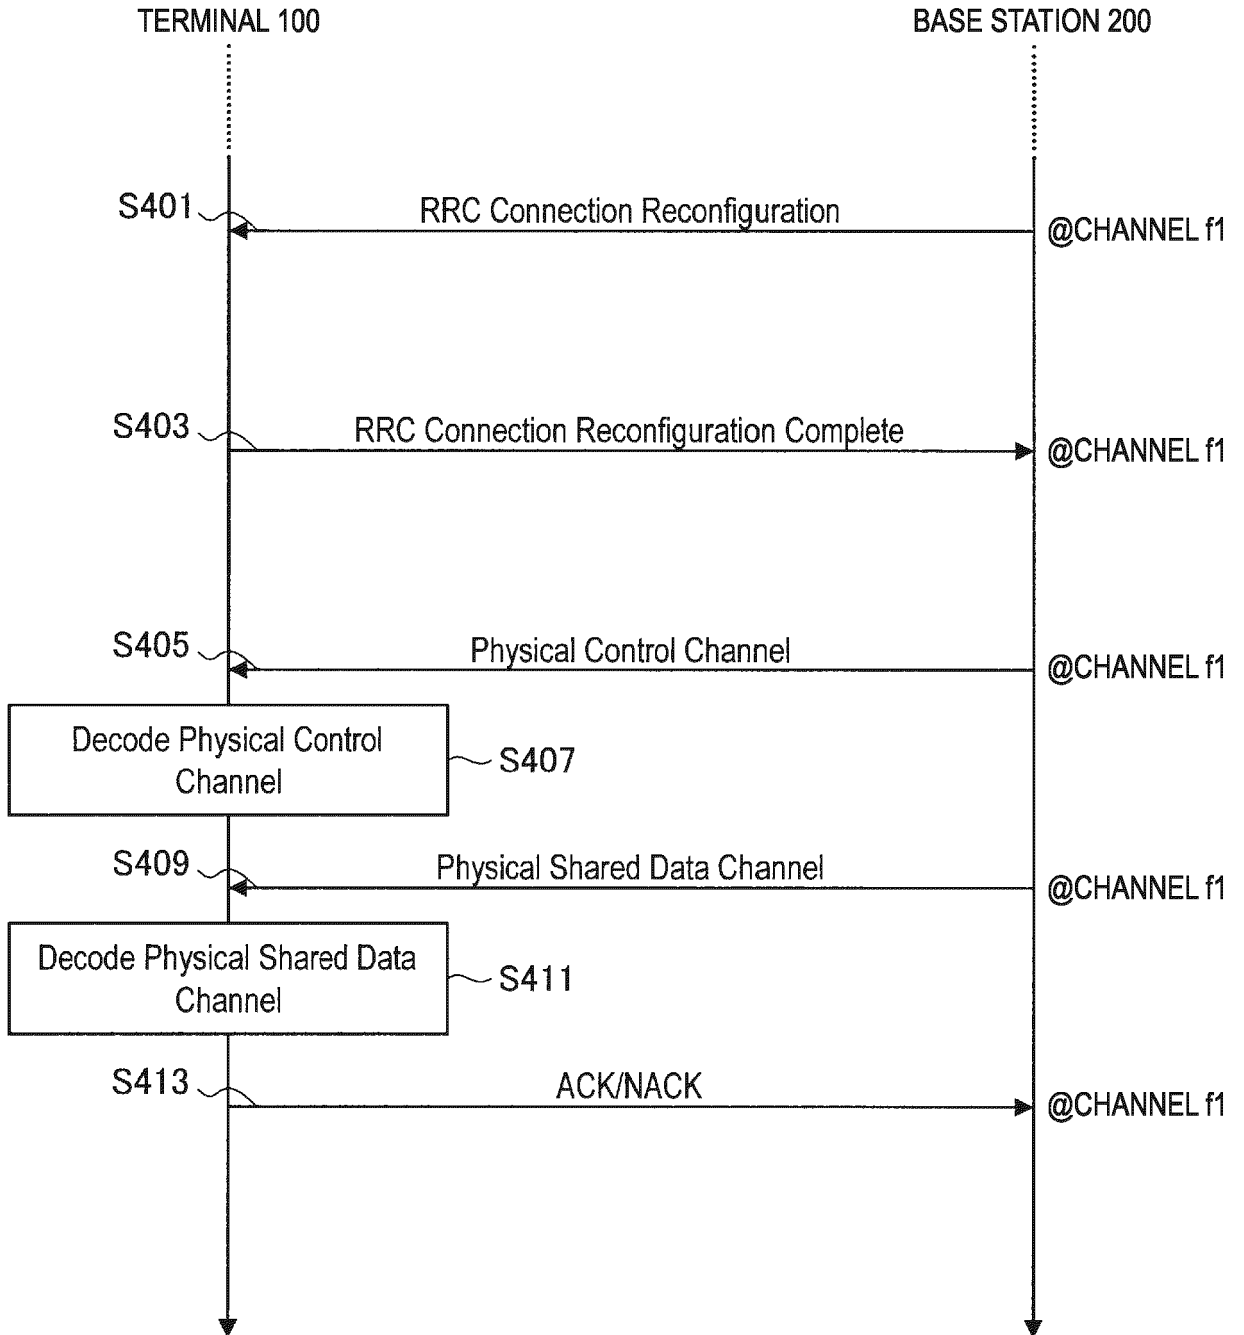 TERMINAL 100
BASE STATION 200
S401
RRC Connection Reconfiguration
@CHANNEL f1
S403
RRC Connection Reconfiguration Complete
@CHANNEL f1
S405
Physical Control Channel
@CHANNEL f1
Decode Physical Control
Channel
S407
S409
Physical Shared Data Channel
@CHANNEL f1
Decode Physical Shared Data
Channel
S411
S413
ACK/NACK
@CHANNEL f1